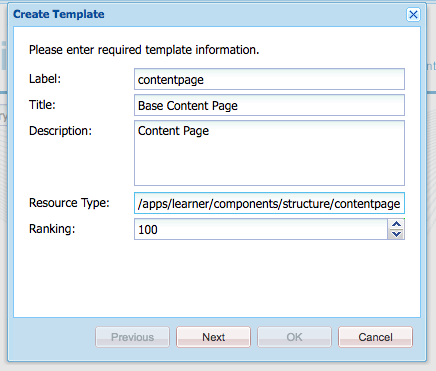 Create Template
Please enter required template information.
Label: contentpage
Title: Base Content Page
Description: Content Page
Resource Type: /apps/learner/components/structure/contentpage
Ranking: 100
Previous Next OK Cancel